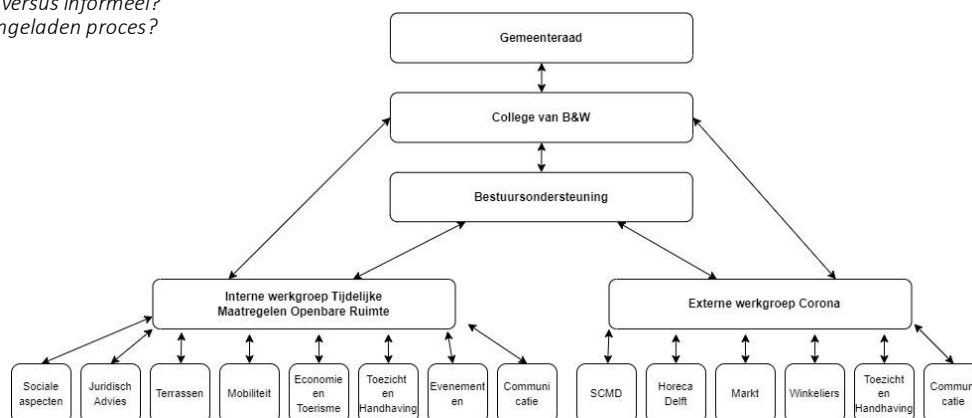 versus informeel?
ngeladen proces?
Gemeenteraad
College van B&W
Bestuursondersteuning
Interne werkgroep Tijdelijke
Maatregelen Openbare Ruimte
Externe werkgroep Corona
Sociale
aspecten
Juridisch
Advies
Terrassen
Mobiliteit
Economie
en
Toerisme
Toezicht
en
Handhaving
Evenement
en
Communi
catie
SCMD
Horeca
Delft
Markt
Winkeliers
Toezicht
en
Handhaving
Commun
catie